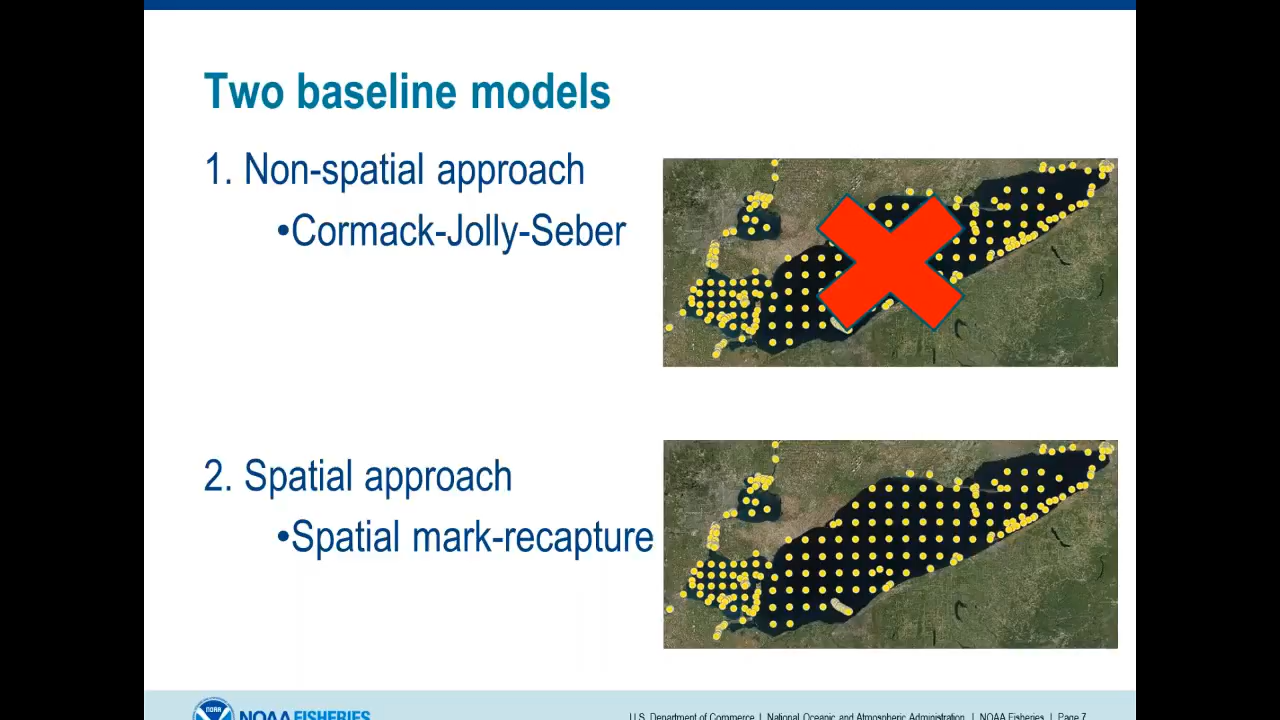 Two baseline models
1. Non-spatial approach
•Cormack-Jolly-Seber
2. Spatial approach
•Spatial mark-recapture
NOAA
NOAA FISHERIES
U.S. Department of Commerce | National Oceanic and Atmospheric Administration | NOAA Fisheries | Page 7